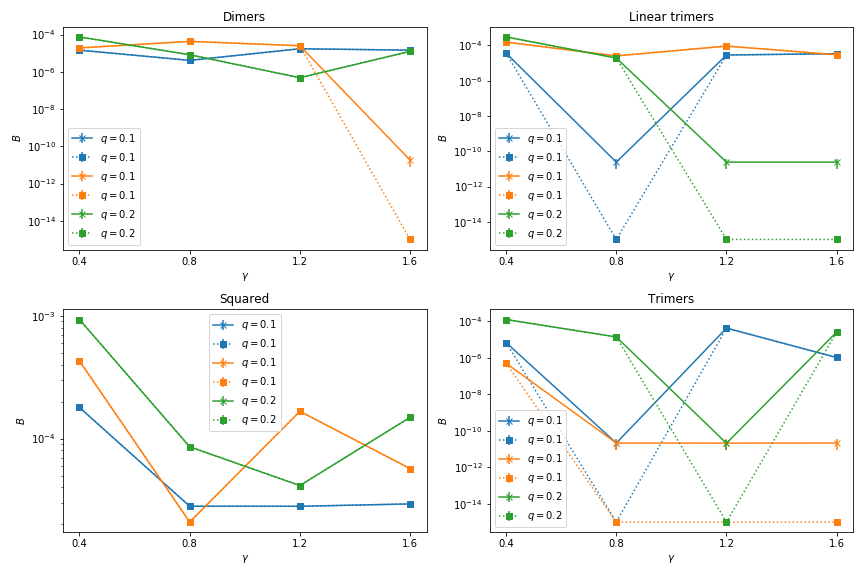 Dimers
10⁻⁴
10⁻⁶
10⁻⁸
10⁻¹⁰
10⁻¹²
10⁻¹⁴
B
q = 0.1
q = 0.1
q = 0.1
q = 0.1
q = 0.2
q = 0.2
0.4 0.8 1.2 1.6
γ
Linear trimers
10⁻⁴
10⁻⁶
10⁻⁸
10⁻¹⁰
10⁻¹²
10⁻¹⁴
B
q = 0.1
q = 0.1
q = 0.1
q = 0.1
q = 0.2
q = 0.2
0.4 0.8 1.2 1.6
γ
Squared
10⁻³
10⁻⁴
B
q = 0.1
q = 0.1
q = 0.1
q = 0.1
q = 0.2
q = 0.2
0.4 0.8 1.2 1.6
γ
Trimers
10⁻⁴
10⁻⁶
10⁻⁸
10⁻¹⁰
10⁻¹²
10⁻¹⁴
B
q = 0.1
q = 0.1
q = 0.1
q = 0.1
q = 0.2
q = 0.2
0.4 0.8 1.2 1.6
γ